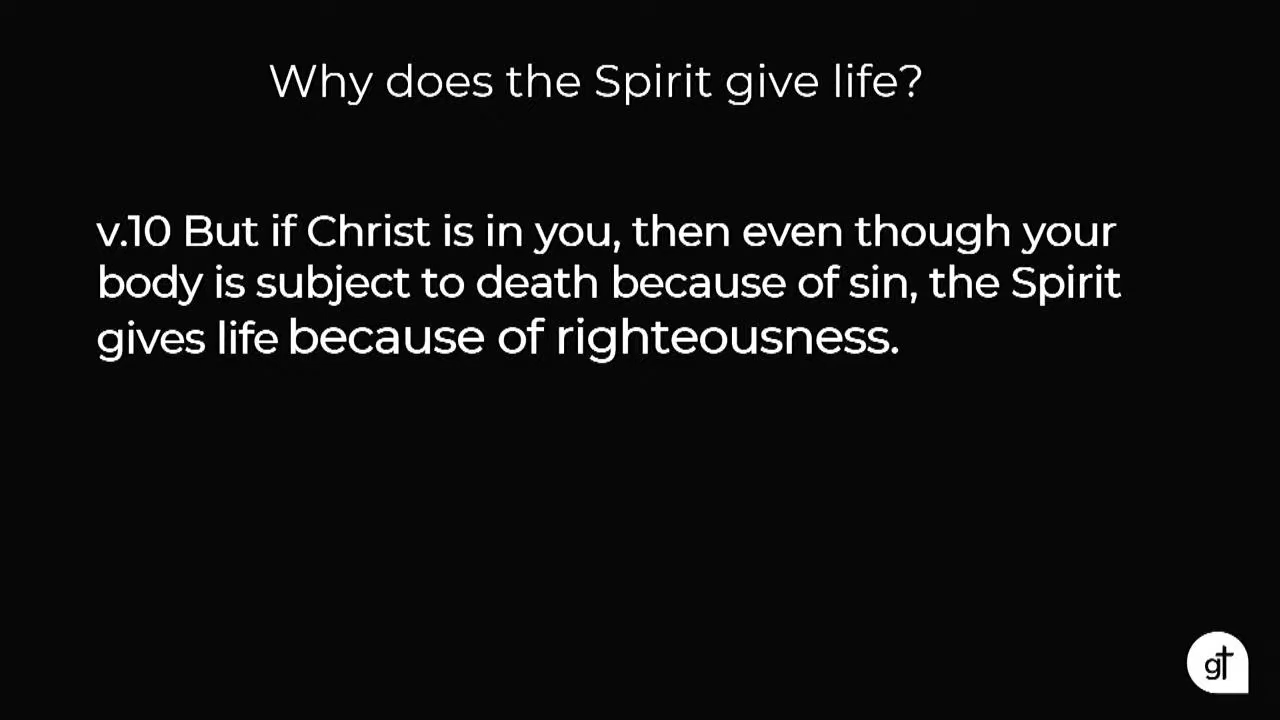 Why does the Spirit give life?
v.10 But if Christ is in you, then even though your
body is subject to death because of sin, the Spirit
gives life because of righteousness.
gt